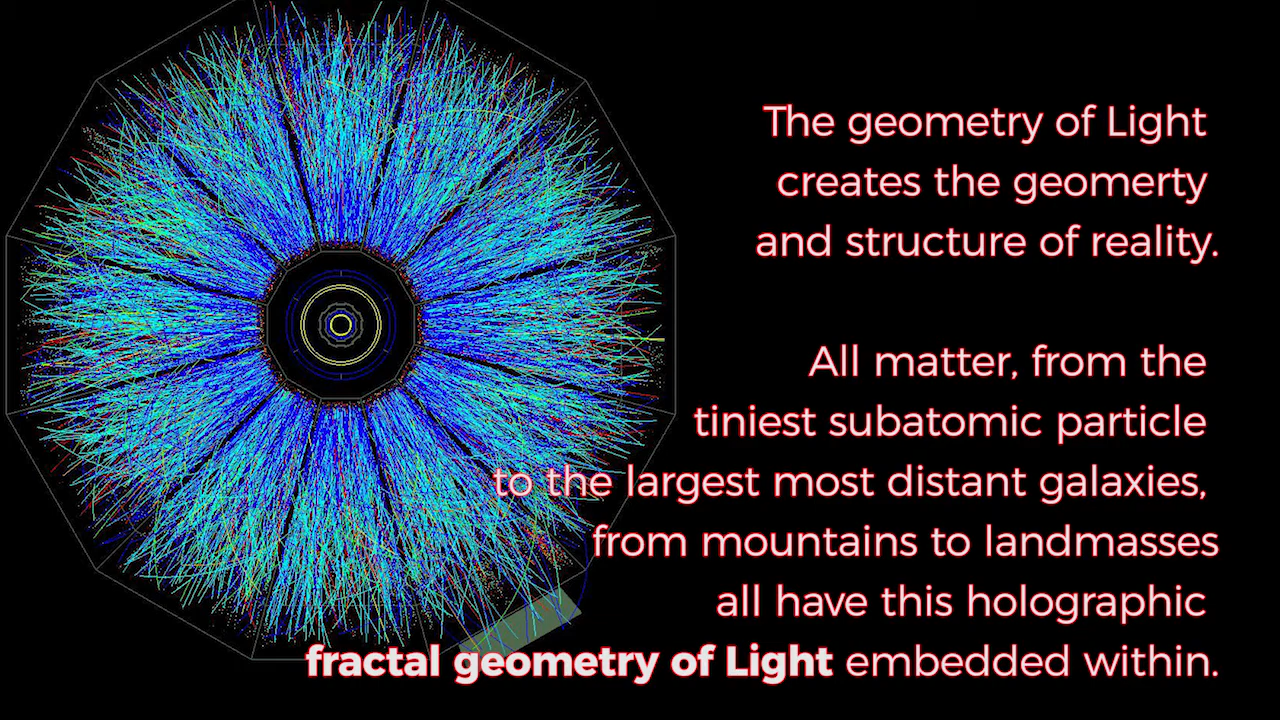 The geometry of Light
creates the geomerty
and structure of reality.
All matter, from the
tiniest subatomic particle
to the largest most distant galaxies,
from mountains to landmasses
all have this holographic
fractal geometry of Light embedded within.